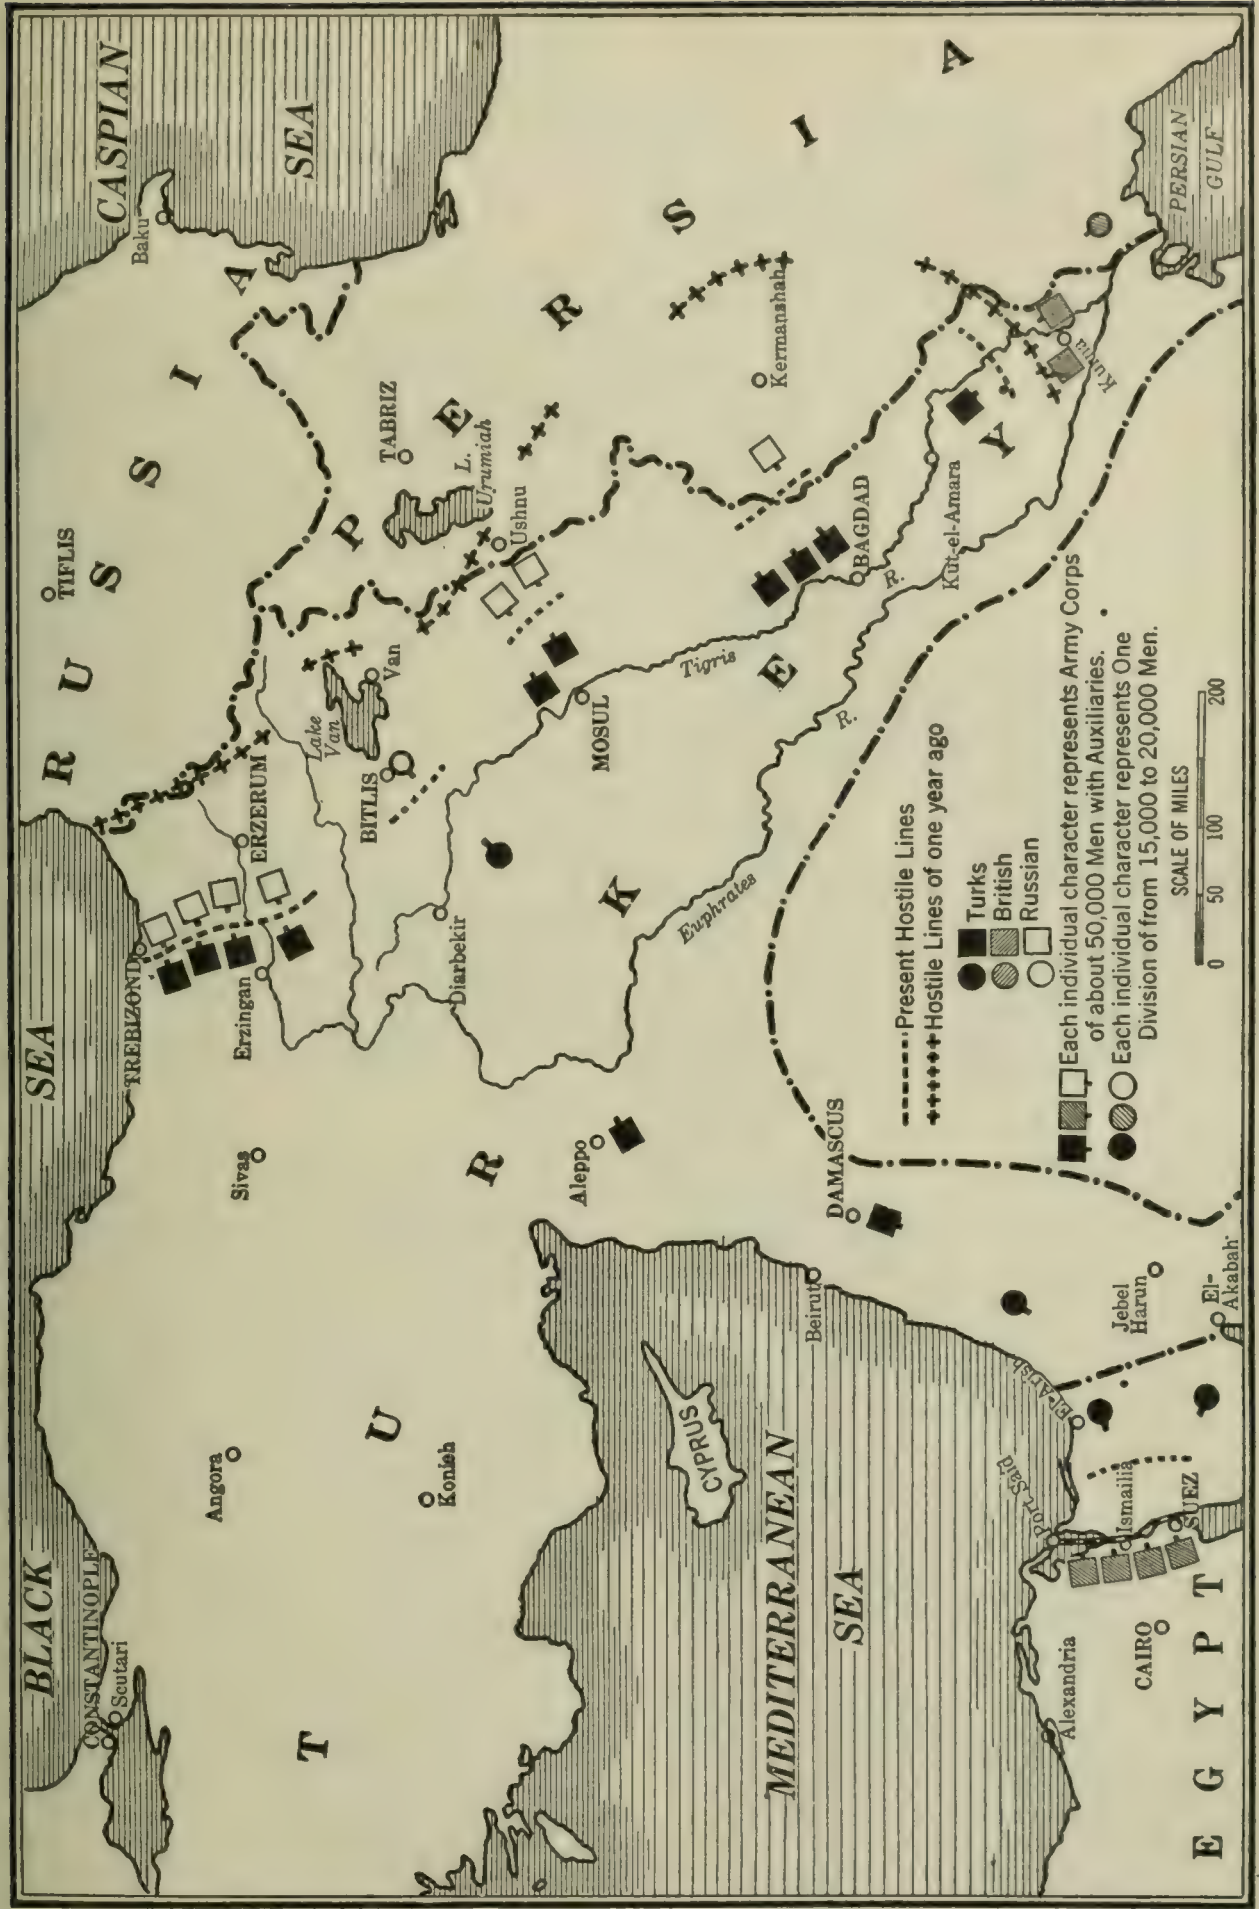 BLACK
SEA
CASPIAN
SEA
RUSSIA
TIFLIS
Baku
CONSTANTINOPLE
Scutari
TREBIZOND
ERZERUM
Erzingan
Sivas
Angora
Konieh
Lake
Van
Van
BITLIS
TABRIZ
L.
Urumiah
Ushnu
PERSIA
Diarbekir
MOSUL
Tigris
R.
Kermanshah
TURKEY
Aleppo
Euphrates
R.
BAGDAD
Kut-el-Amara
Kurna
PERSIAN
GULF
CYPRUS
MEDITERRANEAN
SEA
Beirut
DAMASCUS
El-Arish
Jebel
Harun
El-
Akabah
Port Said
Ismailia
SUEZ
Alexandria
CAIRO
EGYPT
Present Hostile Lines
Hostile Lines of one year ago
Turks
British
Russian
Each individual character represents Army Corps
of about 50,000 Men with Auxiliaries.
Each individual character represents One
Division of from 15,000 to 20,000 Men.
SCALE OF MILES
0 50 100 200